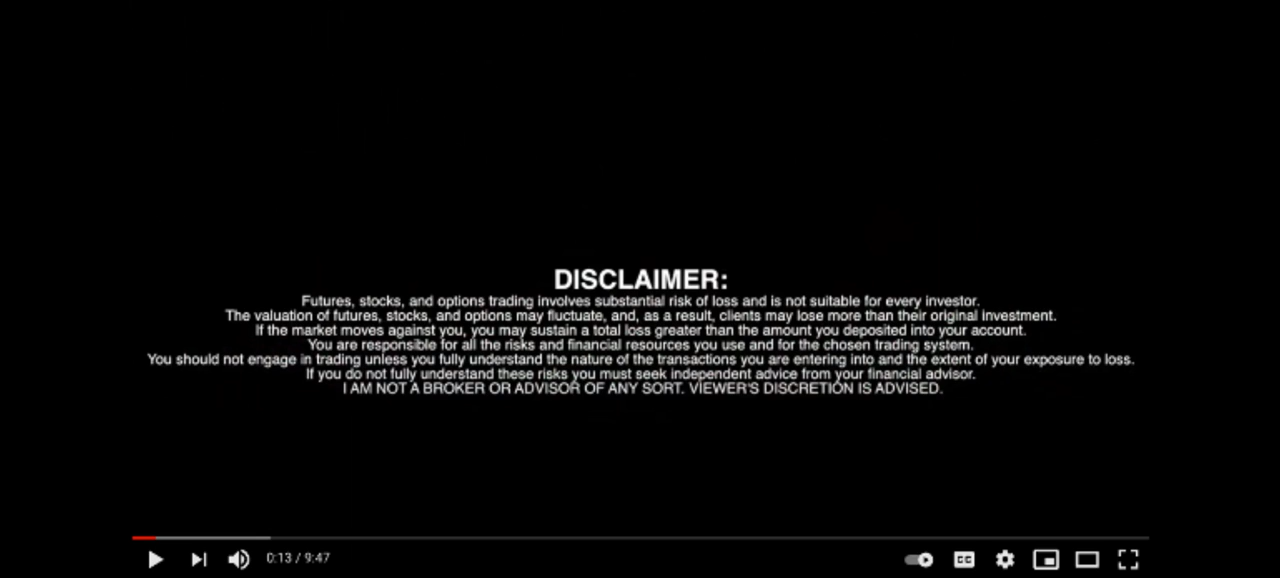 DISCLAIMER:
Futures, stocks, and options trading involves substantial risk of loss and is not suitable for every investor.
The valuation of futures, stocks, and options may fluctuate, and, as a result, clients may lose more than their original investment.
If the market moves against you, you may sustain a total loss greater than the amount you deposited into your account.
You are responsible for all the risks and financial resources you use and for the chosen trading system.
You should not engage in trading unless you fully understand the nature of the transactions you are entering into and the extent of your exposure to loss.
If you do not fully understand these risks you must seek independent advice from your financial advisor.
I AM NOT A BROKER OR ADVISOR OF ANY SORT. VIEWER'S DISCRETION IS ADVISED.
0:13 / 9:47
CC